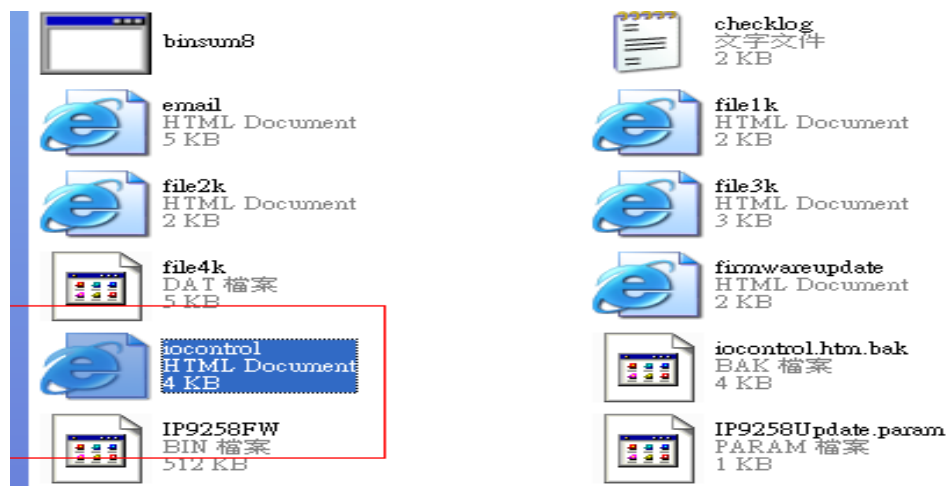 binsum8
checklog
文字文件
2 KB
email
HTML Document
5 KB
file1k
HTML Document
2 KB
file2k
HTML Document
2 KB
file3k
HTML Document
3 KB
file4k
DAT 檔案
5 KB
firmwareupdate
HTML Document
2 KB
iocontrol
HTML Document
4 KB
iocontrol.htm.bak
BAK 檔案
4 KB
IP9258FW
BIN 檔案
512 KB
IP9258Update.param
PARAM 檔案
1 KB